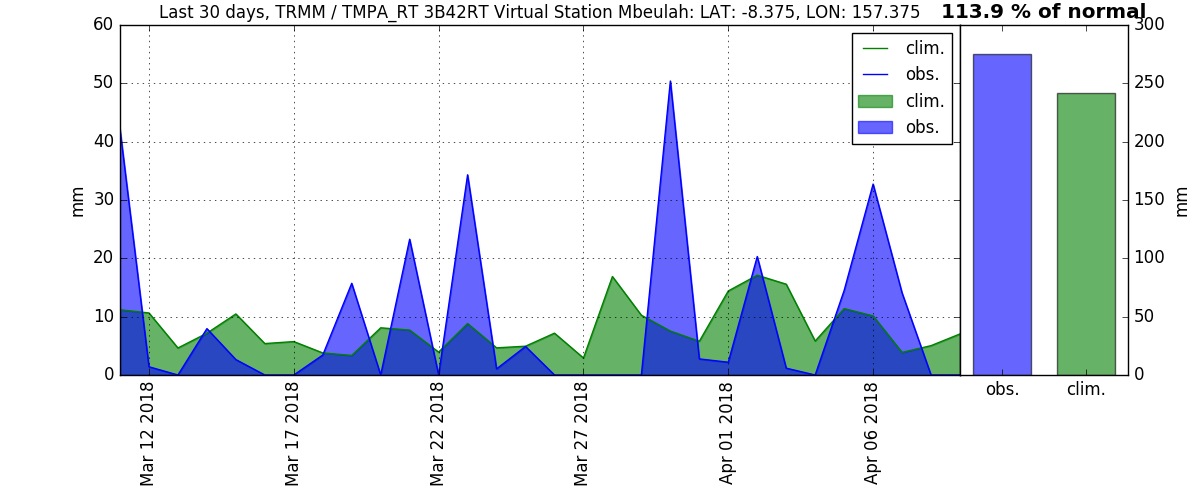 Last 30 days, TRMM / TMPA_RT 3B42RT Virtual Station Mbeulah: LAT: -8.375, LON: 157.375
113.9 % of normal
60
50
40
30
20
10
0
mm
clim.
obs.
clim.
obs.
Mar 12 2018
Mar 17 2018
Mar 22 2018
Mar 27 2018
Apr 01 2018
Apr 06 2018
300
250
200
150
100
50
0
mm
obs.
clim.